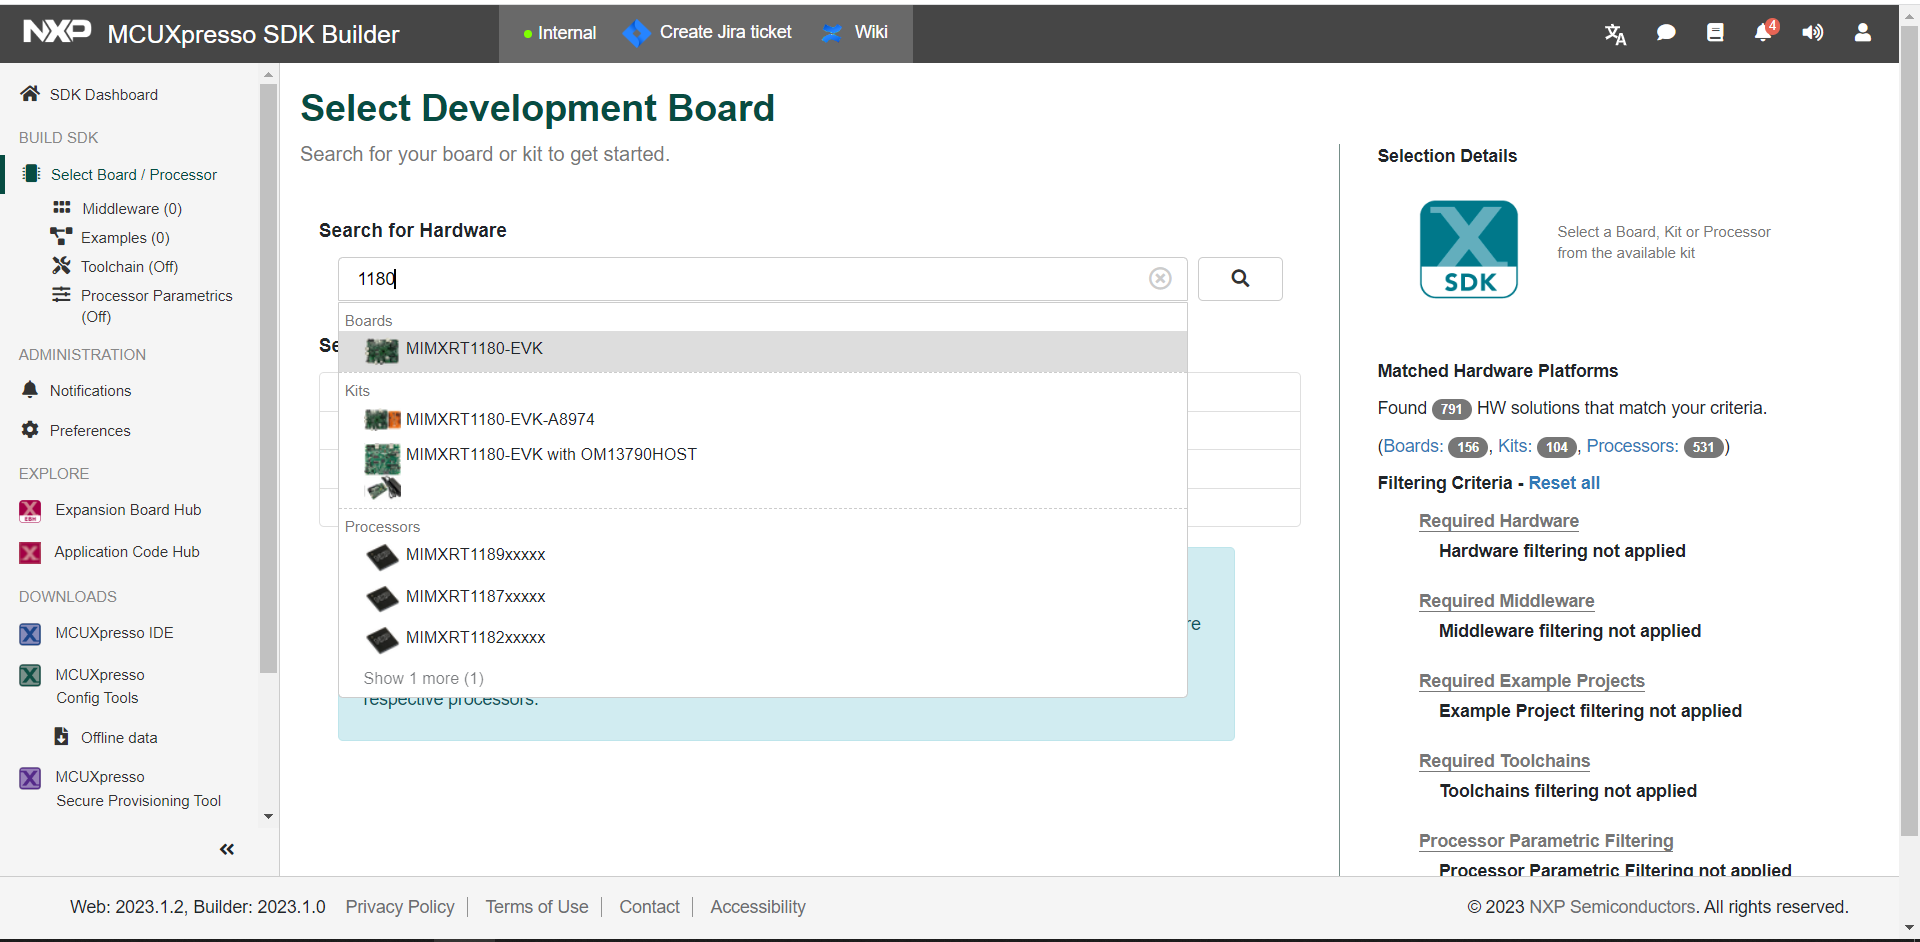 NXP MCUXpresso SDK Builder
Internal Create Jira ticket Wiki
4
SDK Dashboard
BUILD SDK
Select Board / Processor
Middleware (0)
Examples (0)
Toolchain (Off)
Processor Parametrics
(Off)
ADMINISTRATION
Notifications
Preferences
EXPLORE
Expansion Board Hub
Application Code Hub
DOWNLOADS
MCUXpresso IDE
MCUXpresso
Config Tools
Offline data
MCUXpresso
Secure Provisioning Tool
Select Development Board
Search for your board or kit to get started.
Search for Hardware
1180
Se
Boards
MIMXRT1180-EVK
Kits
MIMXRT1180-EVK-A8974
MIMXRT1180-EVK with OM13790HOST
Processors
MIMXRT1189xxxxx
MIMXRT1187xxxxx
MIMXRT1182xxxxx
Show 1 more (1)
re
respective processors.
Selection Details
X
SDK
Select a Board, Kit or Processor
from the available kit
Matched Hardware Platforms
Found 791 HW solutions that match your criteria.
(Boards: 156, Kits: 104, Processors: 531)
Filtering Criteria - Reset all
Required Hardware
Hardware filtering not applied
Required Middleware
Middleware filtering not applied
Required Example Projects
Example Project filtering not applied
Required Toolchains
Toolchains filtering not applied
Processor Parametric Filtering
Processor Parametric Filtering not applied
Web: 2023.1.2, Builder: 2023.1.0 Privacy Policy Terms of Use Contact Accessibility
© 2023 NXP Semiconductors. All rights reserved.